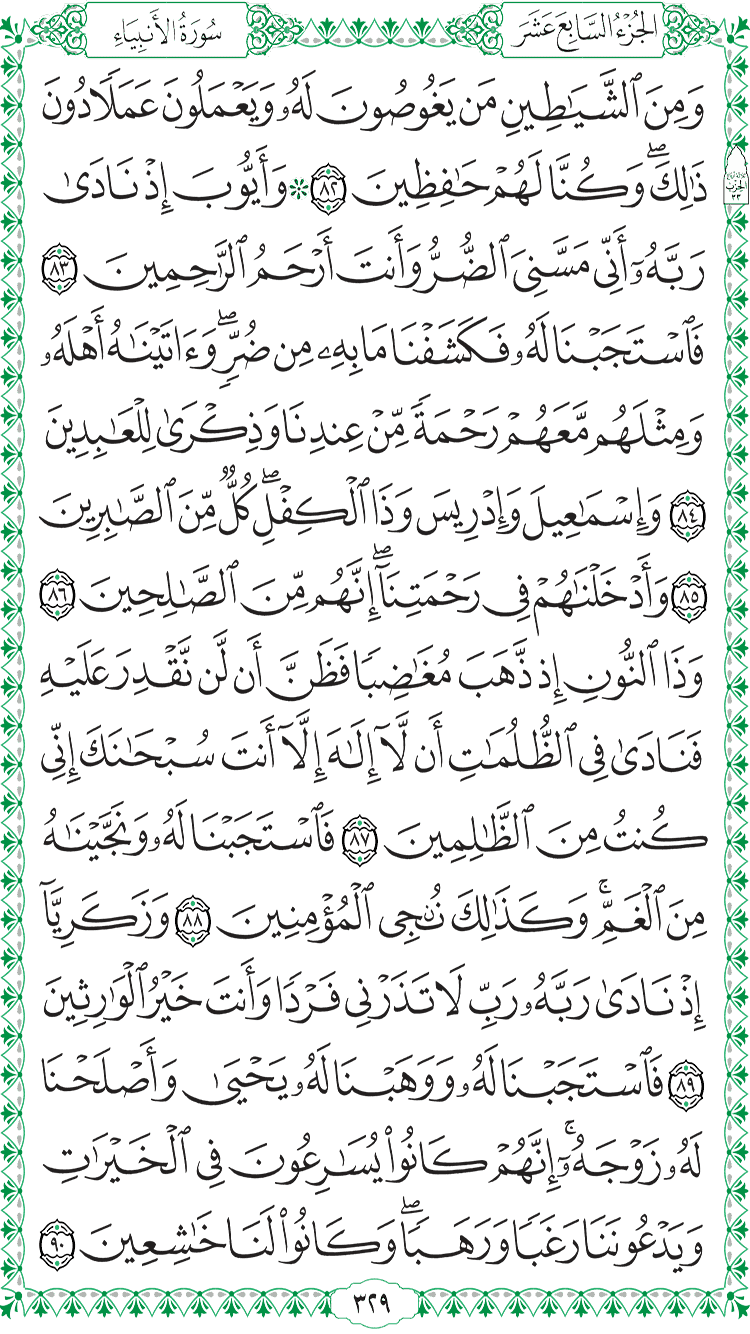 الجُزْءُ السَّابِعَ عَشَرَ
سُورَةُ الأَنبِيَاءِ
وَمِنَ ٱلشَّيَٰطِينِ مَن يَغُوصُونَ لَهُۥ وَيَعْمَلُونَ عَمَلٗا دُونَ
ذَٰلِكَۖ وَكُنَّا لَهُمْ حَٰفِظِينَ ٨٢ ۞ وَأَيُّوبَ إِذْ نَادَىٰ
رَبَّهُۥٓ أَنِّي مَسَّنِيَ ٱلضُّرُّ وَأَنتَ أَرْحَمُ ٱلرَّٰحِمِينَ ٨٣
فَٱسْتَجَبْنَا لَهُۥ فَكَشَفْنَا مَا بِهِۦ مِن ضُرّٖۖ وَءَاتَيْنَٰهُ أَهْلَهُۥ
وَمِثْلَهُم مَّعَهُمْ رَحْمَةٗ مِّنْ عِندِنَا وَذِكْرَىٰ لِلْعَٰبِدِينَ
٨٤ وَإِسْمَٰعِيلَ وَإِدْرِيسَ وَذَا ٱلْكِفْلِۖ كُلّٞ مِّنَ ٱلصَّٰبِرِينَ
٨٥ وَأَدْخَلْنَٰهُمْ فِي رَحْمَتِنَآۖ إِنَّهُم مِّنَ ٱلصَّٰلِحِينَ ٨٦
وَذَا ٱلنُّونِ إِذ ذَّهَبَ مُغَٰضِبٗا فَظَنَّ أَن لَّن نَّقْدِرَ عَلَيْهِ
فَنَادَىٰ فِي ٱلظُّلُمَٰتِ أَن لَّآ إِلَٰهَ إِلَّآ أَنتَ سُبْحَٰنَكَ إِنِّي
كُنتُ مِنَ ٱلظَّٰلِمِينَ ٨٧ فَٱسْتَجَبْنَا لَهُۥ وَنَجَّيْنَٰهُ
مِنَ ٱلْغَمِّۚ وَكَذَٰلِكَ نُۨجِي ٱلْمُؤْمِنِينَ ٨٨ وَزَكَرِيَّآ
إِذْ نَادَىٰ رَبَّهُۥ رَبِّ لَا تَذَرْنِي فَرْدٗا وَأَنتَ خَيْرُ ٱلْوَٰرِثِينَ
٨٩ فَٱسْتَجَبْنَا لَهُۥ وَوَهَبْنَا لَهُۥ يَحْيَىٰ وَأَصْلَحْنَا
لَهُۥ زَوْجَهُۥٓۚ إِنَّهُمْ كَانُواْ يُسَٰرِعُونَ فِي ٱلْخَيْرَٰتِ
وَيَدْعُونَنَا رَغَبٗا وَرَهَبٗاۖ وَكَانُواْ لَنَا خَٰشِعِينَ ٩٠
٣٢٩